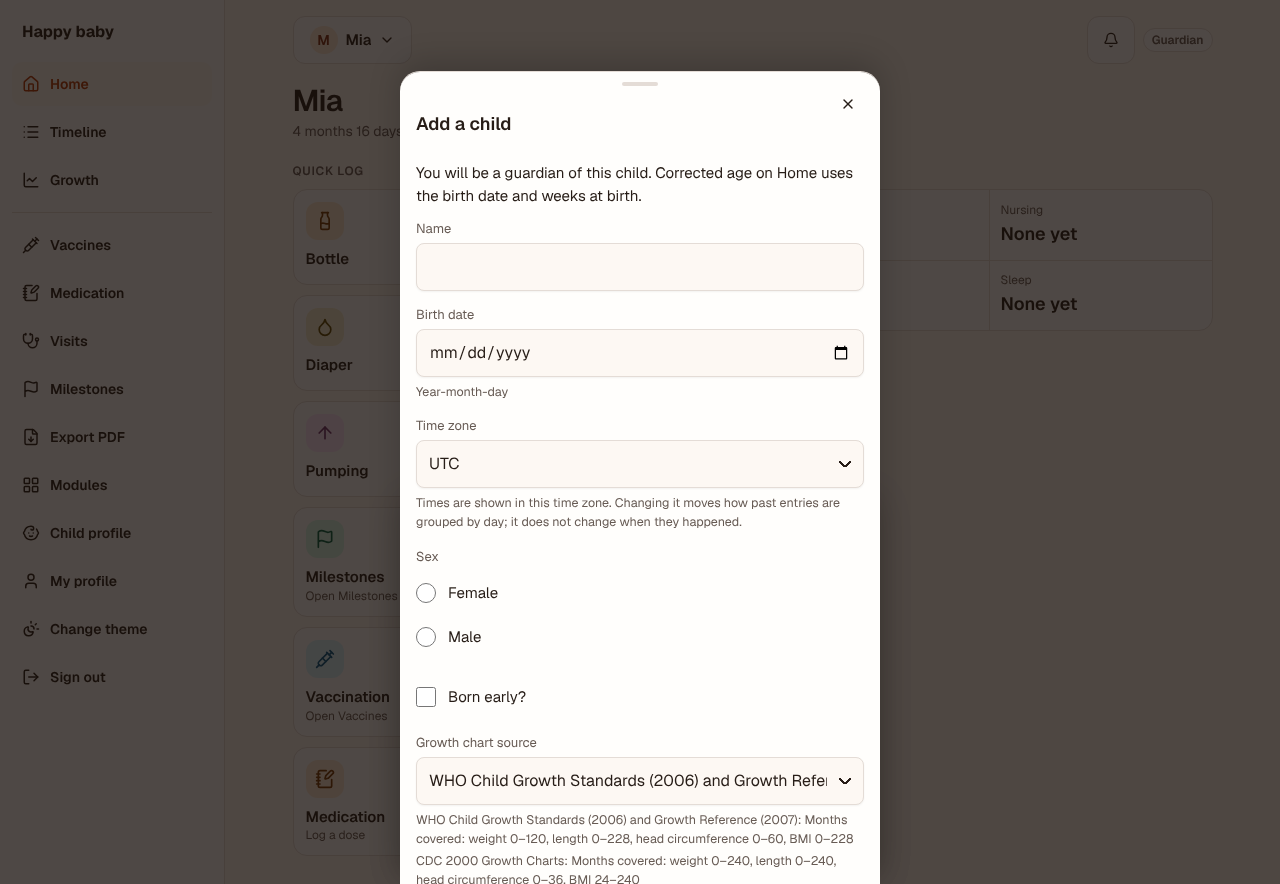 Happy baby
Home
Timeline
Growth
Vaccines
Medication
Visits
Milestones
Export PDF
Modules
Child profile
My profile
Change theme
Sign out
M Mia
Guardian
Mia
4 months 16 days
QUICK LOG
Bottle
Diaper
Pumping
Milestones
Open Milestones
Vaccination
Open Vaccines
Medication
Log a dose
Nursing
None yet
Sleep
None yet
Add a child
You will be a guardian of this child. Corrected age on Home uses
the birth date and weeks at birth.
Name
Birth date
mm/dd/yyyy
Year-month-day
Time zone
UTC
Times are shown in this time zone. Changing it moves how past entries are
grouped by day; it does not change when they happened.
Sex
Female
Male
Born early?
Growth chart source
WHO Child Growth Standards (2006) and Growth Refer
WHO Child Growth Standards (2006) and Growth Reference (2007): Months
covered: weight 0–120, length 0–228, head circumference 0–60, BMI 0–228
CDC 2000 Growth Charts: Months covered: weight 0–240, length 0–240,
head circumference 0–36, BMI 24–240